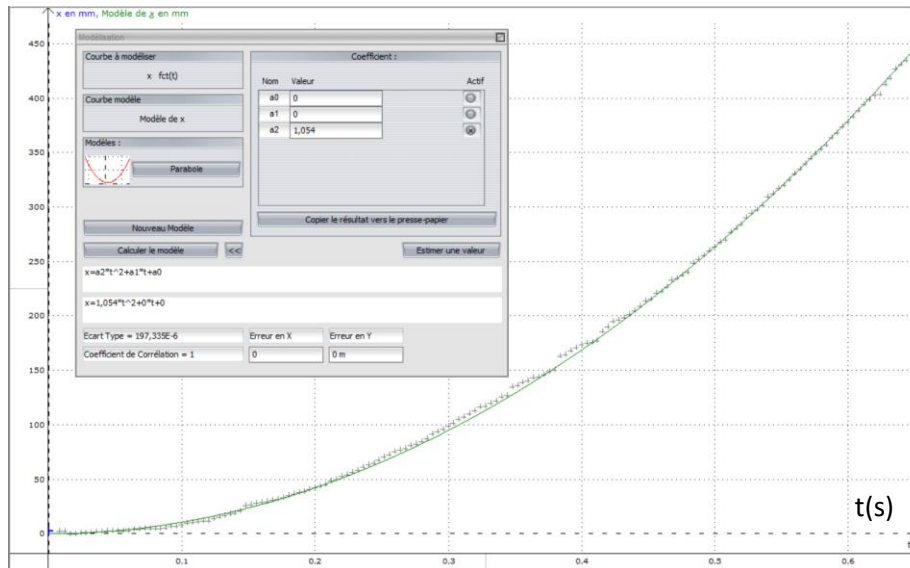 x en mm, Modèle de x en mm
Modélisation
Courbe à modéliser
x fct(t)
Courbe modèle
Modèle de x
Modèles :
Parabole
Nouveau Modèle
Calculer le modèle
<<
Coefficient :
Nom Valeur Actif
a0 0
a1 0
a2 1,054
Copier le résultat vers le presse-papier
Estimer une valeur
x=a2*t^2+a1*t+a0
x=1,054*t^2+0*t+0
Ecart Type = 197,335E-6
Erreur en X
Erreur en Y
Coefficient de Corrélation = 1
0
0 m
450
400
350
300
250
200
150
100
50
0
t(s)
t
0.1 0.2 0.3 0.4 0.5 0.6